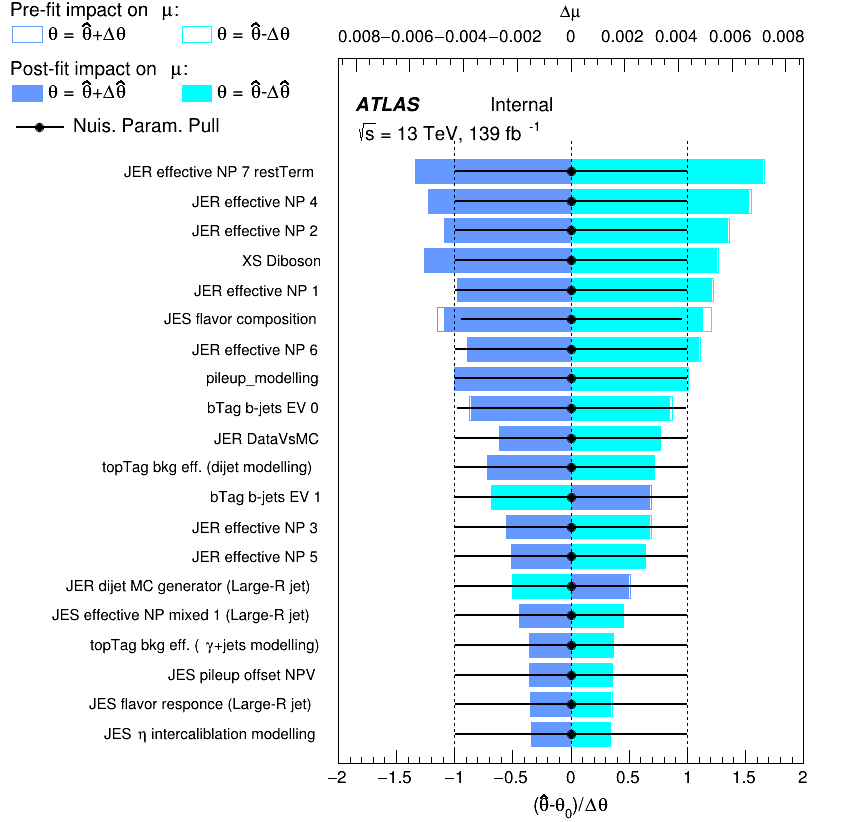 Pre-fit impact on μ:
θ = θ̂+Δθ θ = θ̂-Δθ
Post-fit impact on μ:
θ = θ̂+Δθ̂ θ = θ̂-Δθ̂
Nuis. Param. Pull
Δμ
0.008−0.006−0.004−0.002 0 0.002 0.004 0.006 0.008
ATLAS Internal
√s = 13 TeV, 139 fb -1
JER effective NP 7 restTerm
JER effective NP 4
JER effective NP 2
XS Diboson
JER effective NP 1
JES flavor composition
JER effective NP 6
pileup_modelling
bTag b-jets EV 0
JER DataVsMC
topTag bkg eff. (dijet modelling)
bTag b-jets EV 1
JER effective NP 3
JER effective NP 5
JER dijet MC generator (Large-R jet)
JES effective NP mixed 1 (Large-R jet)
topTag bkg eff. ( γ+jets modelling)
JES pileup offset NPV
JES flavor responce (Large-R jet)
JES η intercaliblation modelling
−2 −1.5 −1 −0.5 0 0.5 1 1.5 2
(θ̂-θ0)/Δθ